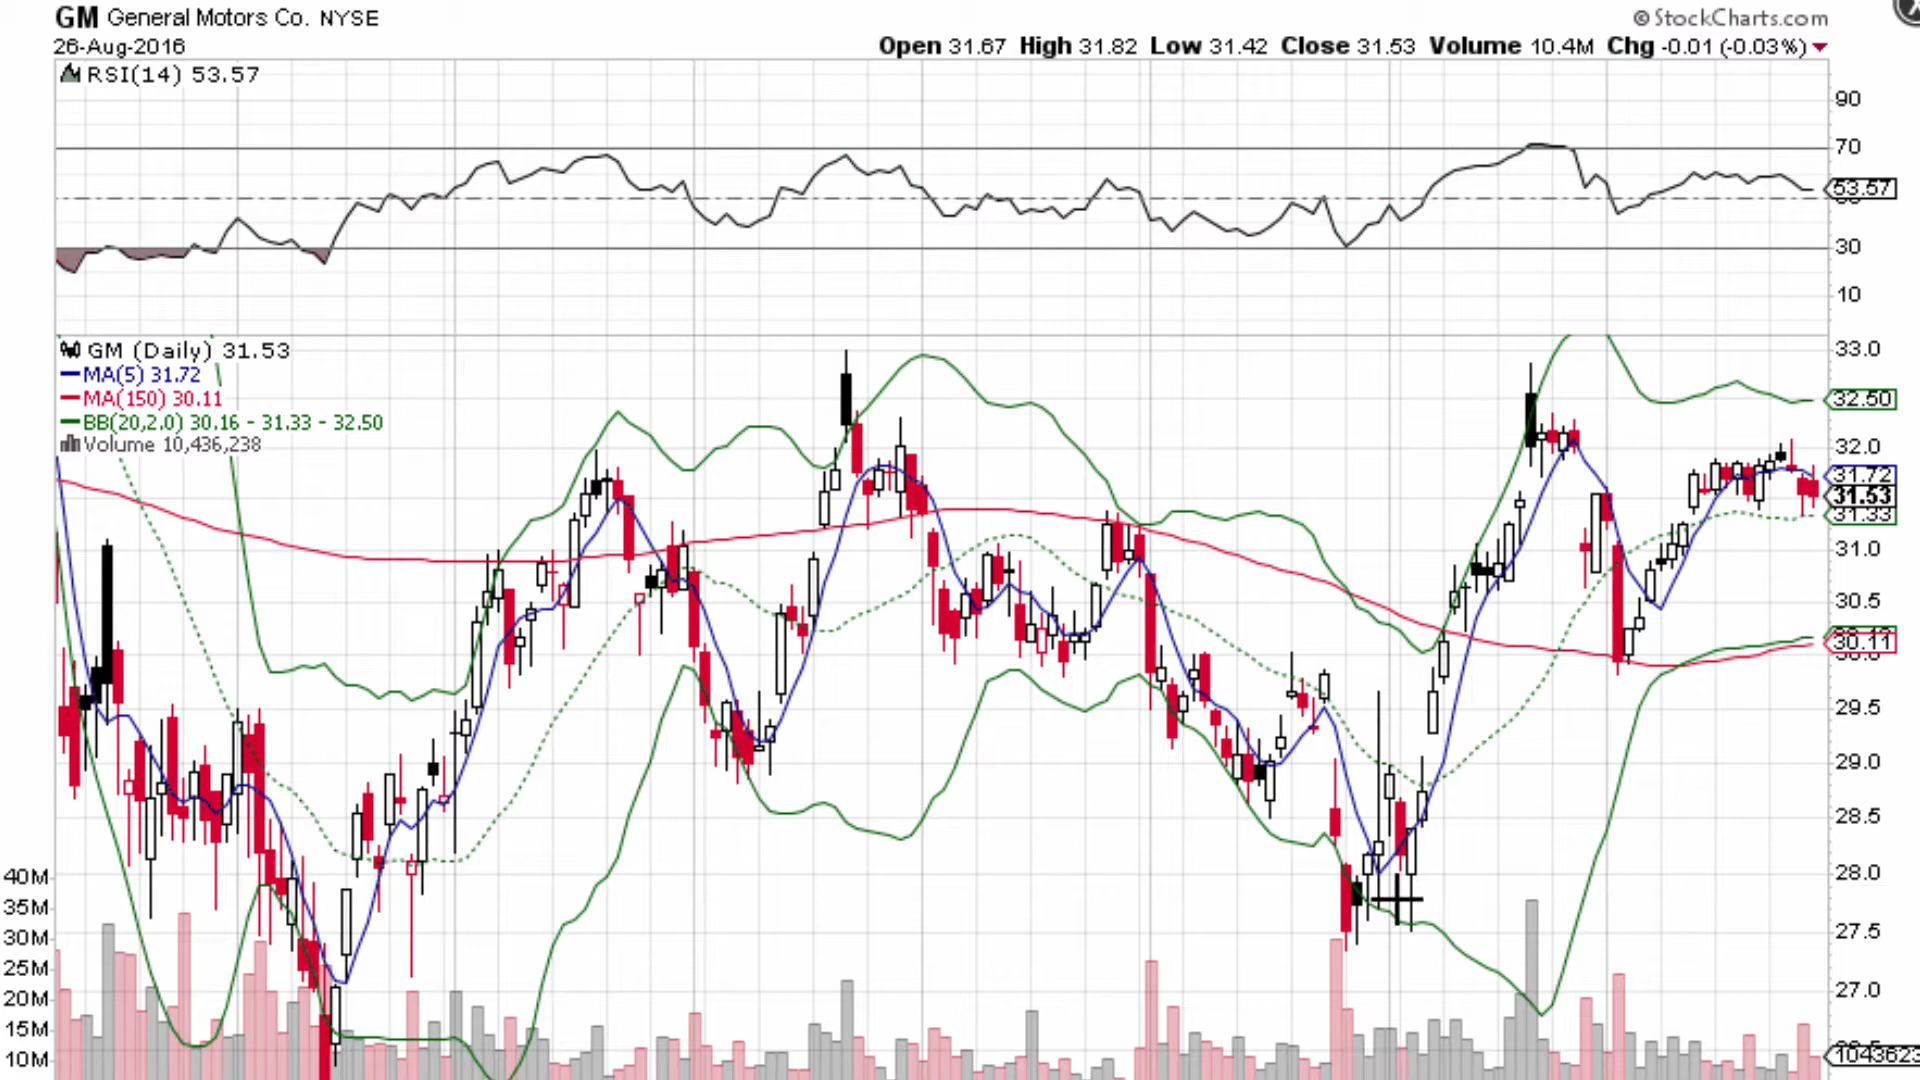 GM General Motors Co. NYSE
© StockCharts.com
26-Aug-2016
Open 31.67 High 31.82 Low 31.42 Close 31.53 Volume 10.4M Chg -0.01 (-0.03%)
RSI(14) 53.57
90
70
53.57
30
10
GM (Daily) 31.53
MA(5) 31.72
MA(150) 30.11
BB(20,2.0) 30.16 - 31.33 - 32.50
Volume 10,436,238
33.0
32.50
32.0
31.72
31.53
31.33
31.0
30.5
30.11
29.5
29.0
28.5
28.0
27.5
27.0
40M
35M
30M
25M
20M
15M
10M
1043623